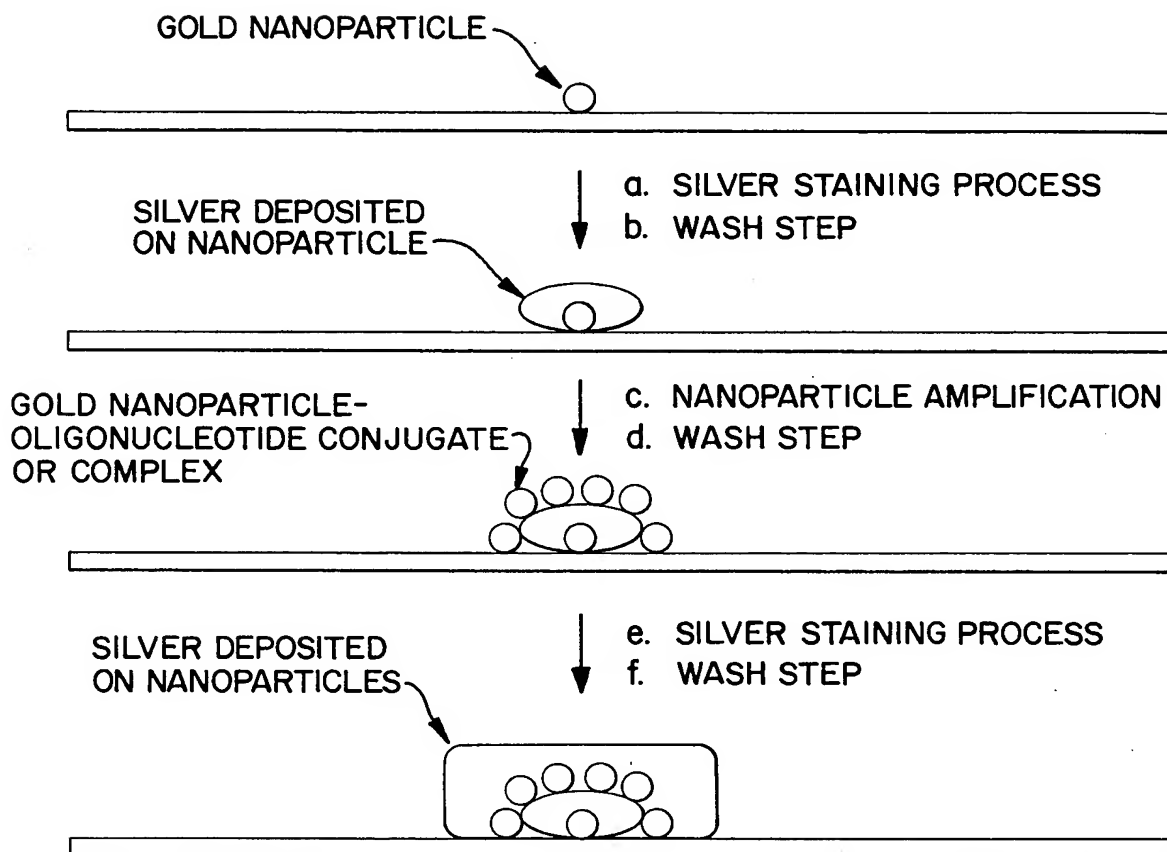 GOLD NANOPARTICLE
a. SILVER STAINING PROCESS
b. WASH STEP
SILVER DEPOSITED
ON NANOPARTICLE
c. NANOPARTICLE AMPLIFICATION
d. WASH STEP
GOLD NANOPARTICLE-
OLIGONUCLEOTIDE CONJUGATE
OR COMPLEX
e. SILVER STAINING PROCESS
f. WASH STEP
SILVER DEPOSITED
ON NANOPARTICLES